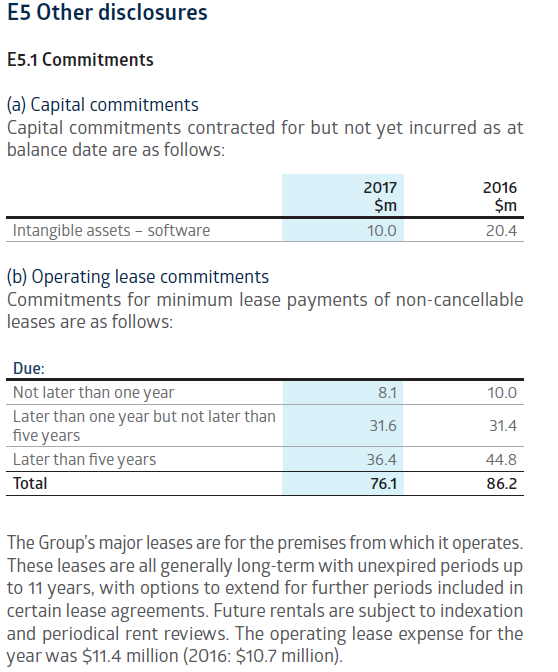 E5 Other disclosures
E5.1 Commitments
(a) Capital commitments
Capital commitments contracted for but not yet incurred as at
balance date are as follows:
2017 2016
$m $m
Intangible assets – software 10.0 20.4
(b) Operating lease commitments
Commitments for minimum lease payments of non-cancellable
leases are as follows:
Due:
Not later than one year 8.1 10.0
Later than one year but not later than
five years 31.6 31.4
Later than five years 36.4 44.8
Total 76.1 86.2
The Group’s major leases are for the premises from which it operates.
These leases are all generally long-term with unexpired periods up
to 11 years, with options to extend for further periods included in
certain lease agreements. Future rentals are subject to indexation
and periodical rent reviews. The operating lease expense for the
year was $11.4 million (2016: $10.7 million).